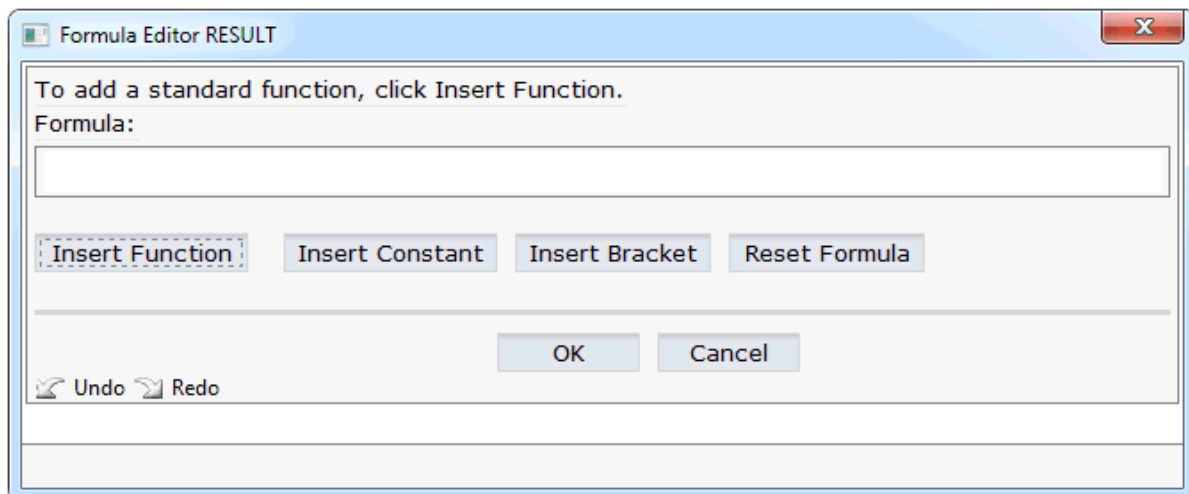 Formula Editor RESULT
X
To add a standard function, click Insert Function.
Formula:
Insert Function Insert Constant Insert Bracket Reset Formula
OK Cancel
Undo Redo